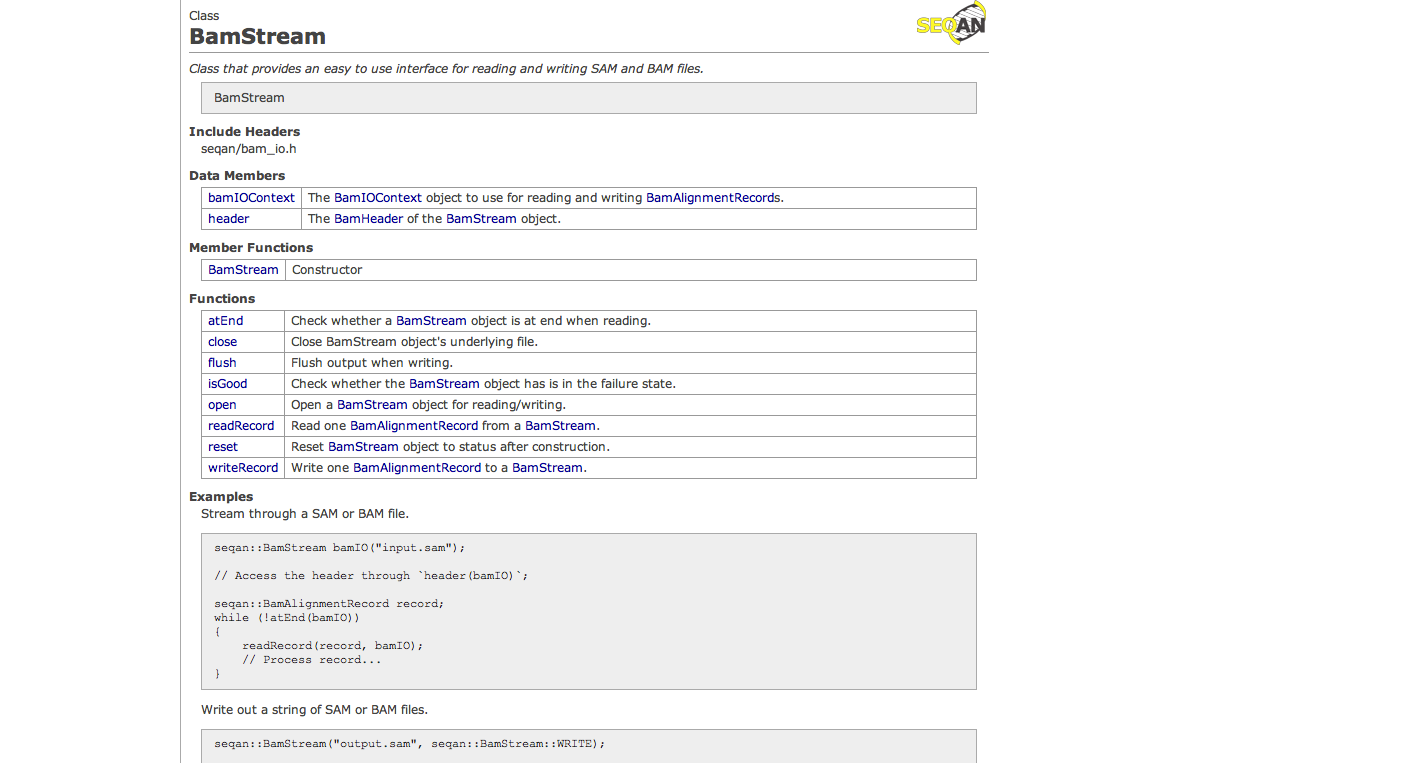 Class
SEQAN
BamStream
Class that provides an easy to use interface for reading and writing SAM and BAM files.
BamStream
Include Headers
seqan/bam_io.h
Data Members
bamIOContext The BamIOContext object to use for reading and writing BamAlignmentRecords.
header The BamHeader of the BamStream object.
Member Functions
BamStream Constructor
Functions
atEnd Check whether a BamStream object is at end when reading.
close Close BamStream object's underlying file.
flush Flush output when writing.
isGood Check whether the BamStream object has is in the failure state.
open Open a BamStream object for reading/writing.
readRecord Read one BamAlignmentRecord from a BamStream.
reset Reset BamStream object to status after construction.
writeRecord Write one BamAlignmentRecord to a BamStream.
Examples
Stream through a SAM or BAM file.
seqan::BamStream bamIO("input.sam");
// Access the header through `header(bamIO)`;
seqan::BamAlignmentRecord record;
while (!atEnd(bamIO))
{
    readRecord(record, bamIO);
    // Process record...
}
Write out a string of SAM or BAM files.
seqan::BamStream("output.sam", seqan::BamStream::WRITE);